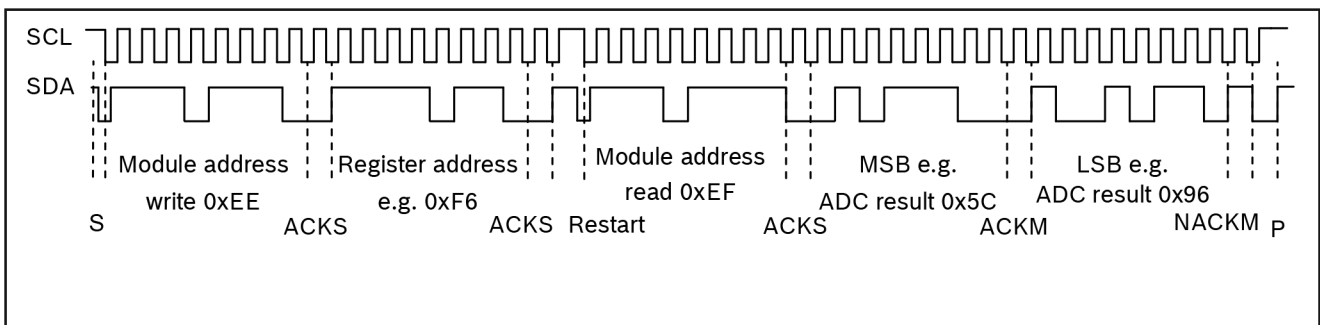 SCL
SDA
Module address
write 0xEE
Register address
e.g. 0xF6
Module address
read 0xEF
MSB e.g.
ADC result 0x5C
LSB e.g.
ADC result 0x96
S
ACKS
ACKS
Restart
ACKS
ACKM
NACKM
P